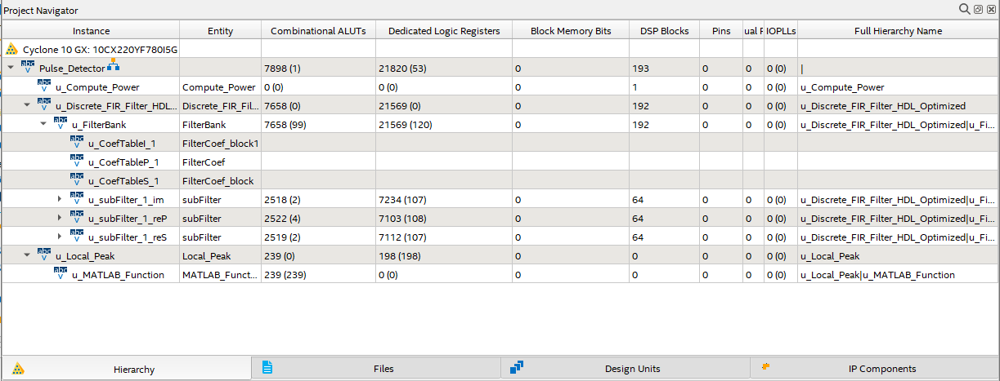 Project Navigator
Instance Entity Combinational ALUTs Dedicated Logic Registers Block Memory Bits DSP Blocks Pins ual F IOPLLs Full Hierarchy Name
Cyclone 10 GX: 10CX220YF780I5G
Pulse_Detector 7898 (1) 21820 (53) 0 193 0 0 0 (0) |
u_Compute_Power Compute_Power 0 (0) 0 (0) 0 1 0 0 0 (0) u_Compute_Power
u_Discrete_FIR_Filter_HDL... Discrete_FIR_Fil... 7658 (0) 21569 (0) 0 192 0 0 0 (0) u_Discrete_FIR_Filter_HDL_Optimized
u_FilterBank FilterBank 7658 (99) 21569 (120) 0 192 0 0 0 (0) u_Discrete_FIR_Filter_HDL_Optimized|u_Fi...
u_CoefTableI_1 FilterCoef_block1
u_CoefTableP_1 FilterCoef
u_CoefTableS_1 FilterCoef_block
u_subFilter_1_im subFilter 2518 (2) 7234 (107) 0 64 0 0 0 (0) u_Discrete_FIR_Filter_HDL_Optimized|u_Fi...
u_subFilter_1_reP subFilter 2522 (4) 7103 (108) 0 64 0 0 0 (0) u_Discrete_FIR_Filter_HDL_Optimized|u_Fi...
u_subFilter_1_reS subFilter 2519 (2) 7112 (107) 0 64 0 0 0 (0) u_Discrete_FIR_Filter_HDL_Optimized|u_Fi...
u_Local_Peak Local_Peak 239 (0) 198 (198) 0 0 0 0 0 (0) u_Local_Peak
u_MATLAB_Function MATLAB_Funct... 239 (239) 0 (0) 0 0 0 0 0 (0) u_Local_Peak|u_MATLAB_Function
Hierarchy Files Design Units IP Components